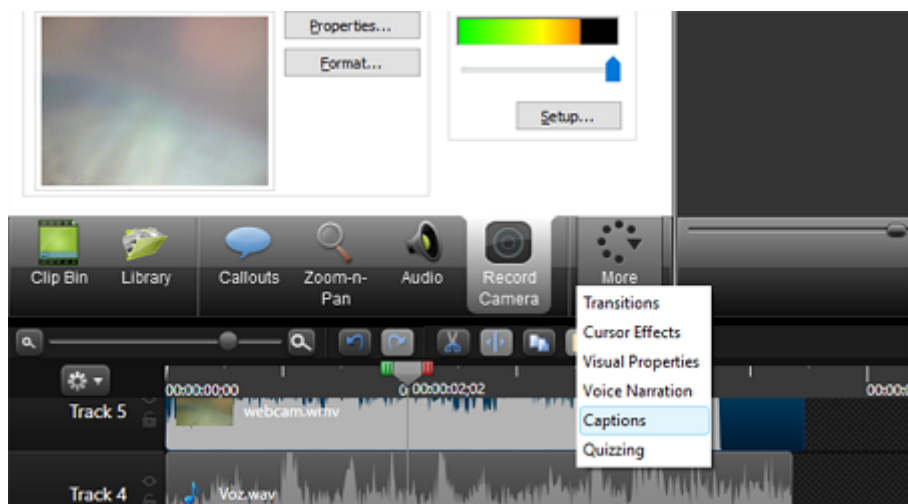 Properties...
Format...
Setup...
Clip Bin
Library
Callouts
Zoom-n-
Pan
Audio
Record
Camera
More
Transitions
Cursor Effects
Visual Properties
Voice Narration
Captions
Quizzing
00:00:00;00
00:00:02;02
Track 5
webcam.wmv
Track 4
Voz.wav